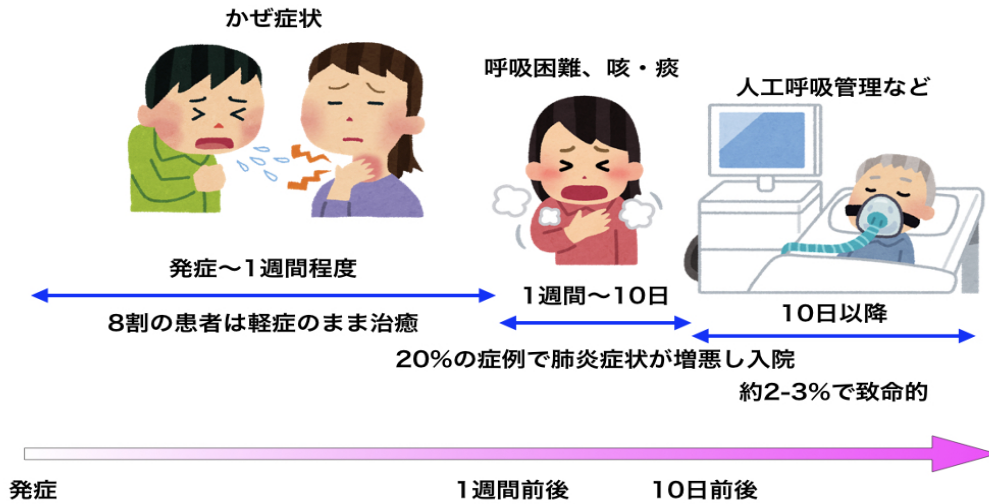 かぜ症状
呼吸困難、咳・痰
人工呼吸管理など
発症〜1週間程度
8割の患者は軽症のまま治癒
1週間〜10日
20%の症例で肺炎症状が増悪し入院
10日以降
約2-3%で致命的
発症
1週間前後
10日前後